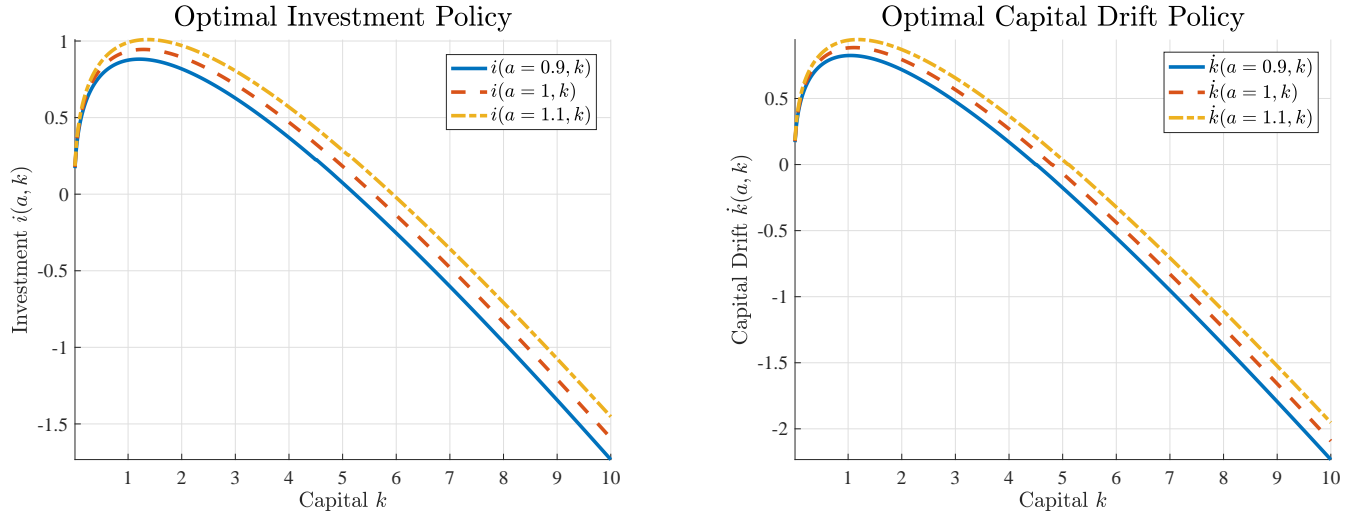 Optimal Investment Policy
1
0.5
0
-0.5
-1
-1.5
Investment i(a, k)
i(a = 0.9, k)
i(a = 1, k)
i(a = 1.1, k)
1 2 3 4 5 6 7 8 9 10
Capital k
Optimal Capital Drift Policy
0.5
0
-0.5
-1
-1.5
-2
Capital Drift k̇(a, k)
k̇(a = 0.9, k)
k̇(a = 1, k)
k̇(a = 1.1, k)
1 2 3 4 5 6 7 8 9 10
Capital k